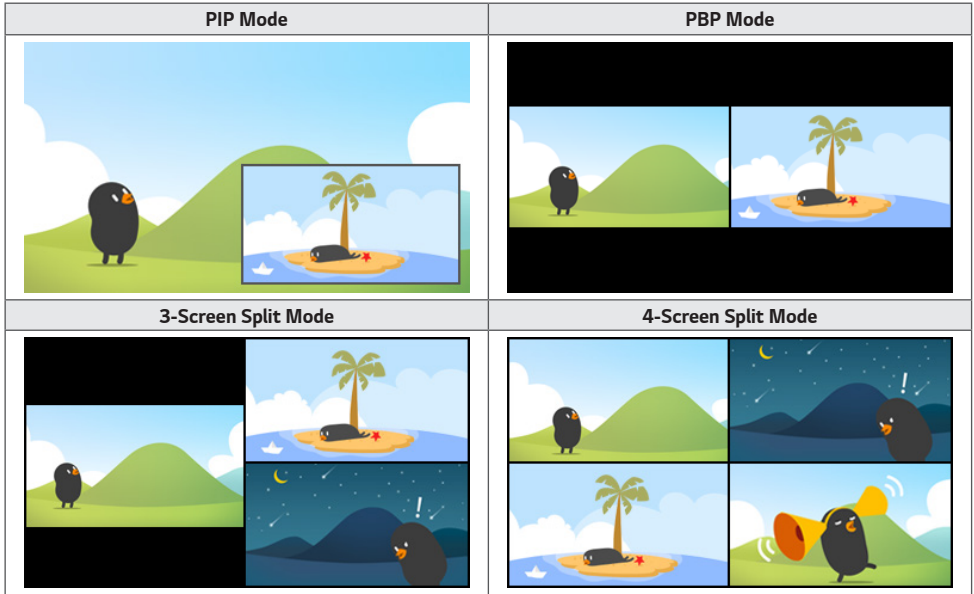 PIP Mode
PBP Mode
3-Screen Split Mode
4-Screen Split Mode
!
!